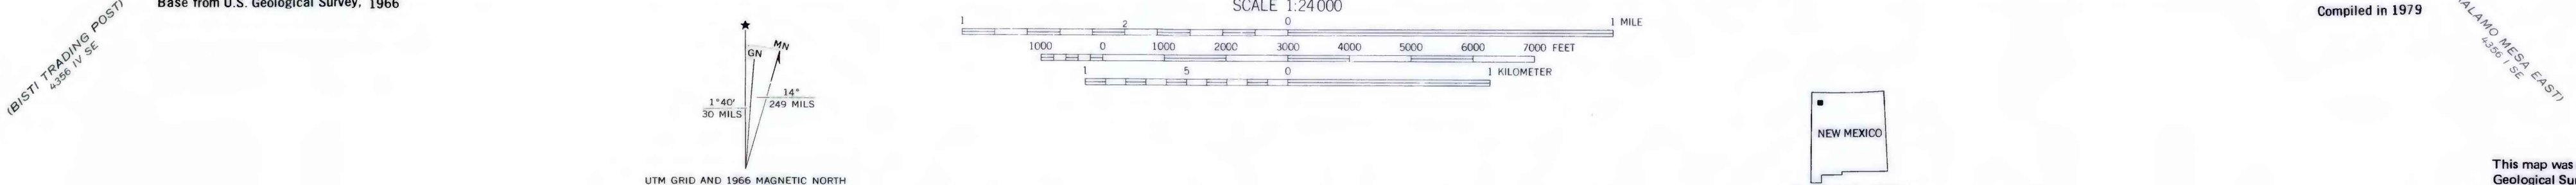 (BISTI TRADING POST)
4356 IV SE
Base from U.S. Geological Survey, 1966
GN
MN
1°40'
30 MILS
14°
249 MILS
UTM GRID AND 1966 MAGNETIC NORTH
SCALE 1:24 000
1 2 0 1 MILE
1000 0 1000 2000 3000 4000 5000 6000 7000 FEET
1 5 0 1 KILOMETER
NEW MEXICO
Compiled in 1979
ALAMO MESA EAST)
4356 I SE
This map was
Geological Sur